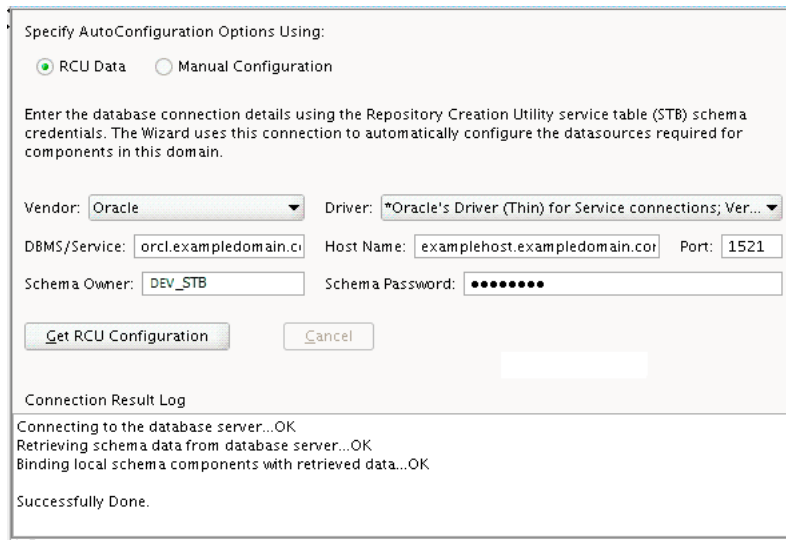 Specify AutoConfiguration Options Using:
RCU Data Manual Configuration
Enter the database connection details using the Repository Creation Utility service table (STB) schema
credentials. The Wizard uses this connection to automatically configure the datasources required for
components in this domain.
Vendor: Oracle Driver: *Oracle's Driver (Thin) for Service connections; Ver...
DBMS/Service: orcl.exampledomain.c Host Name: examplehost.exampledomain.cor Port: 1521
Schema Owner: DEV_STB Schema Password: ●●●●●●●●
Get RCU Configuration Cancel
Connection Result Log
Connecting to the database server...OK
Retrieving schema data from database server...OK
Binding local schema components with retrieved data...OK
Successfully Done.